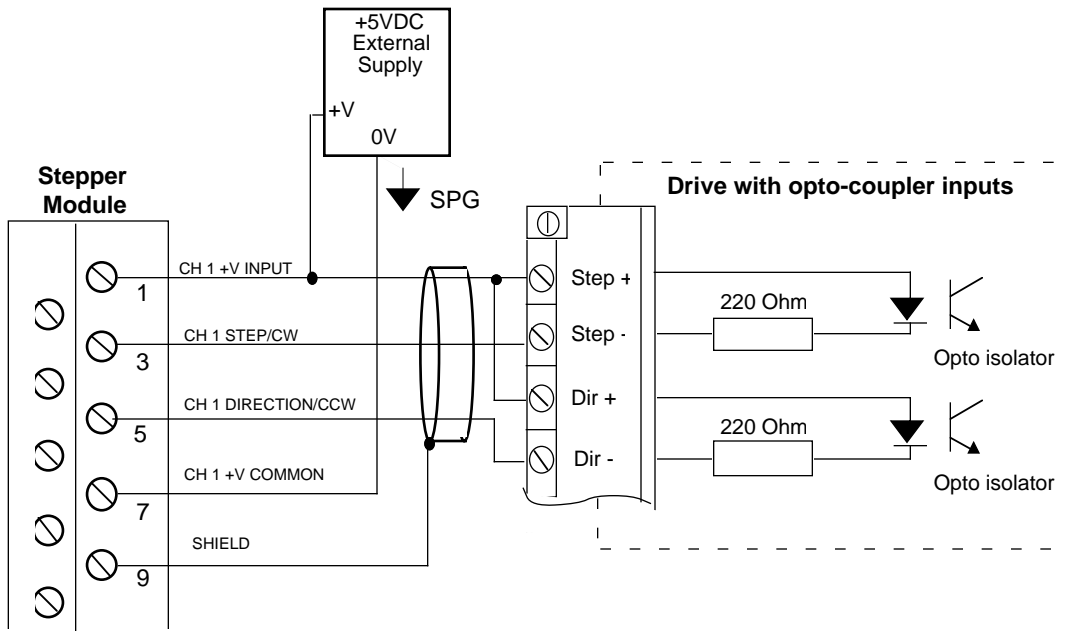 +5VDC
External
Supply
+V
0V
SPG
Stepper
Module
Drive with opto-coupler inputs
CH 1 +V INPUT
1
CH 1 STEP/CW
3
CH 1 DIRECTION/CCW
5
CH 1 +V COMMON
7
SHIELD
9
Step +
Step -
Dir +
Dir -
220 Ohm
Opto isolator
220 Ohm
Opto isolator